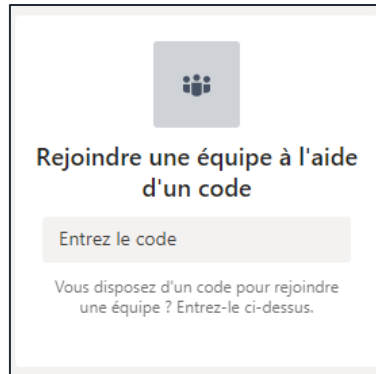 Rejoindre une équipe à l'aide
d'un code
Entrez le code
Vous disposez d'un code pour rejoindre
une équipe ? Entrez-le ci-dessus.